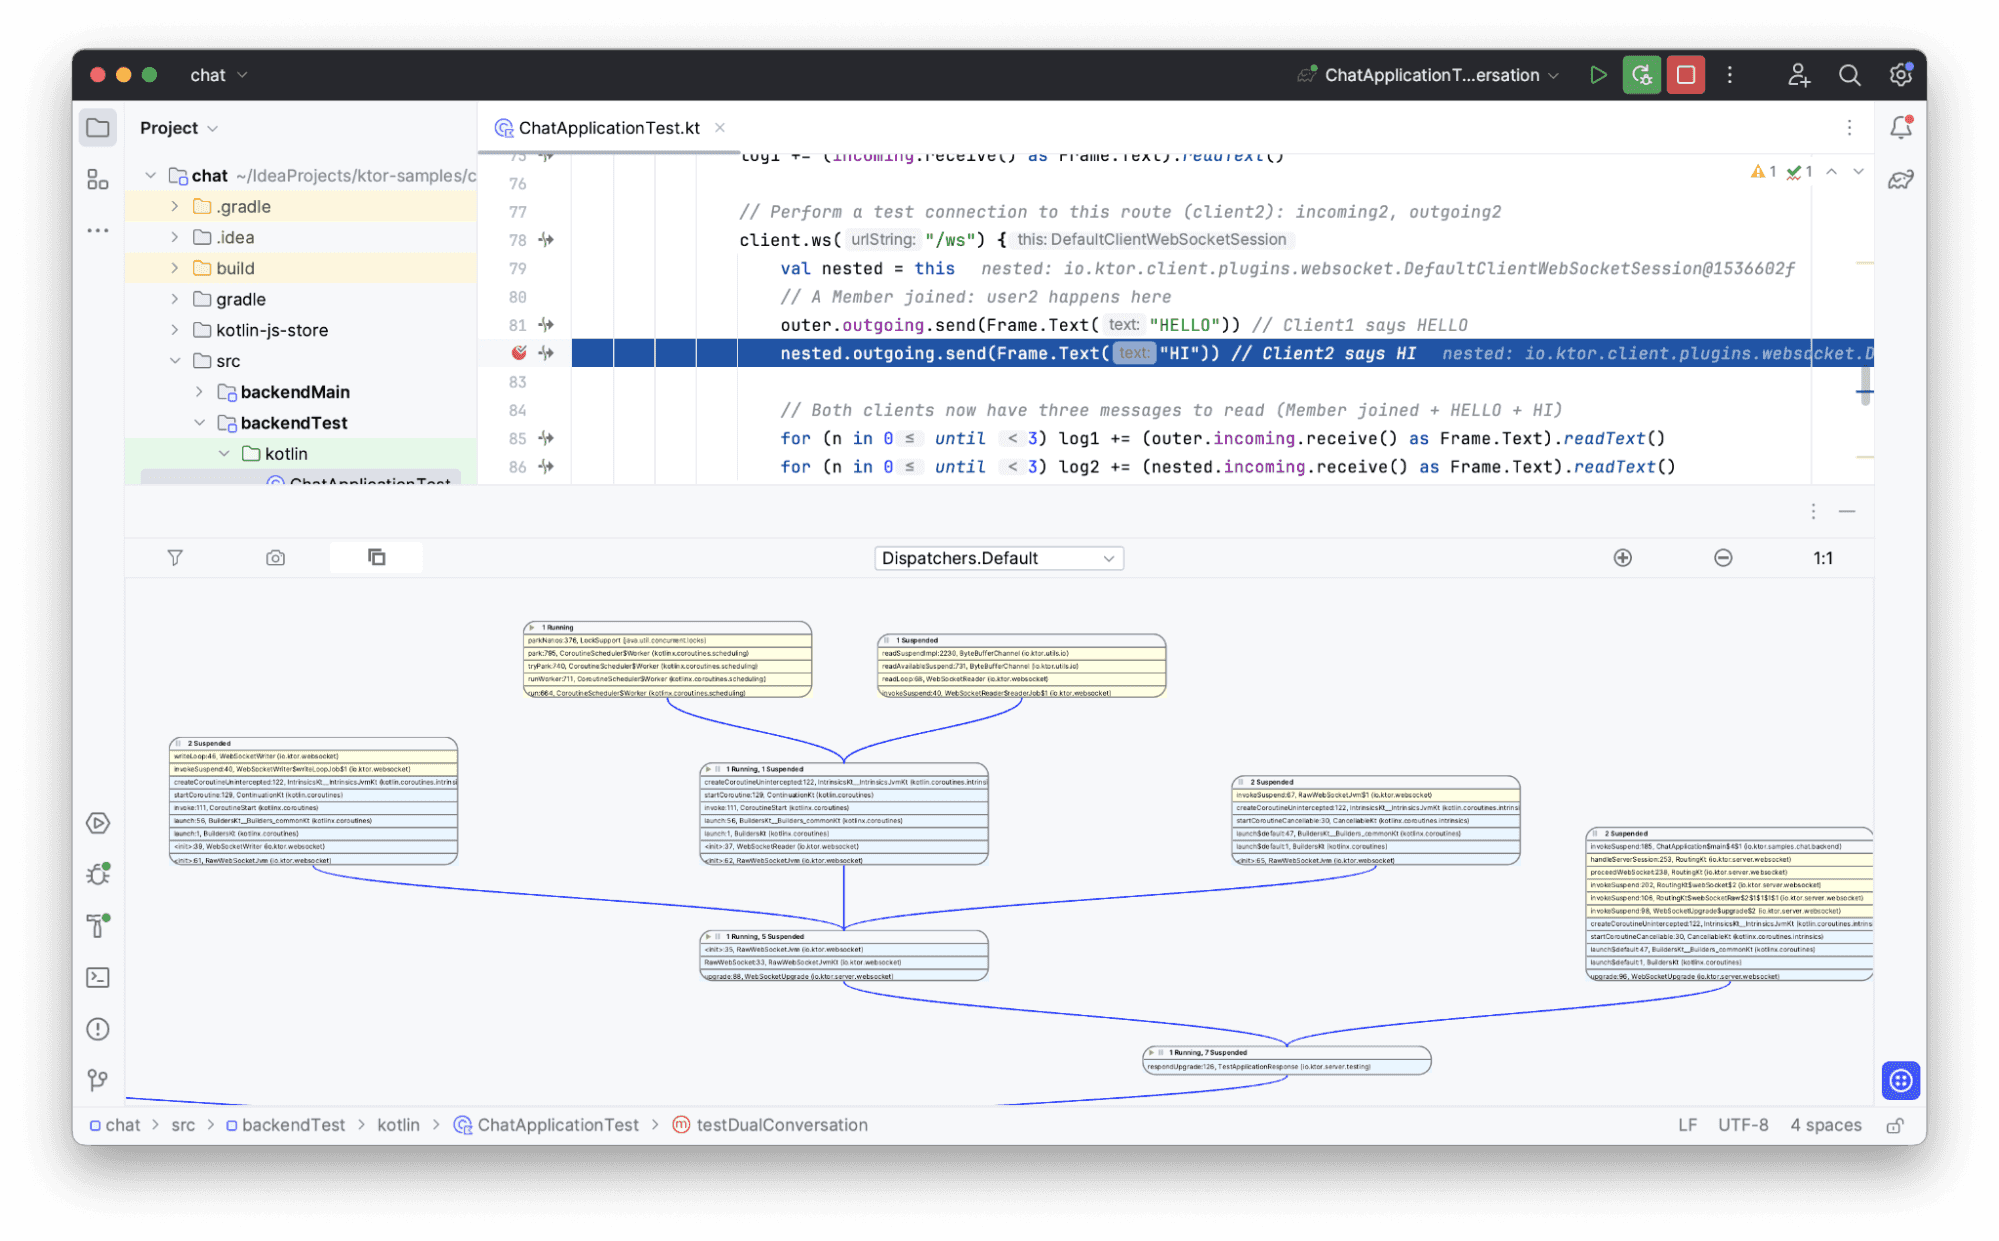 chat
ChatApplicationT...ersation
Project
ChatApplicationTest.kt
chat ~/IdeaProjects/ktor-samples/c
.gradle
.idea
build
gradle
kotlin-js-store
src
backendMain
backendTest
kotlin
ChatApplicationTest
1 1
75 log1 += (incoming.receive() as Frame.Text).readText()
76
77 // Perform a test connection to this route (client2): incoming2, outgoing2
78 client.ws( urlString: "/ws") { this: DefaultClientWebSocketSession
79 val nested = this nested: io.ktor.client.plugins.websocket.DefaultClientWebSocketSession@1536602f
80 // A Member joined: user2 happens here
81 outer.outgoing.send(Frame.Text( text: "HELLO")) // Client1 says HELLO
nested.outgoing.send(Frame.Text( text: "HI")) // Client2 says HI nested: io.ktor.client.plugins.websocket.D
83
84 // Both clients now have three messages to read (Member joined + HELLO + HI)
85 for (n in 0 ≤ until < 3) log1 += (outer.incoming.receive() as Frame.Text).readText()
86 for (n in 0 ≤ until < 3) log2 += (nested.incoming.receive() as Frame.Text).readText()
Dispatchers.Default
1:1
1 Running
parkNanos:376, LockSupport (java.util.concurrent.locks)
park:795, CoroutineScheduler$Worker (kotlinx.coroutines.scheduling)
tryPark:740, CoroutineScheduler$Worker (kotlinx.coroutines.scheduling)
runWorker:711, CoroutineScheduler$Worker (kotlinx.coroutines.scheduling)
run:664, CoroutineScheduler$Worker (kotlinx.coroutines.scheduling)
1 Suspended
readSuspendImpl:2230, ByteBufferChannel (io.ktor.utils.io)
readAvailableSuspend:731, ByteBufferChannel (io.ktor.utils.io)
readLoop:68, WebSocketReader (io.ktor.websocket)
invokeSuspend:40, WebSocketReader$readerJob$1 (io.ktor.websocket)
2 Suspended
writeLoop:46, WebSocketWriter (io.ktor.websocket)
invokeSuspend:40, WebSocketWriter$writeLoopJob$1 (io.ktor.websocket)
createCoroutineUnintercepted:122, IntrinsicsKt__IntrinsicsJvmKt (kotlin.coroutines.intrinsi
startCoroutine:129, ContinuationKt (kotlin.coroutines)
invoke:111, CoroutineStart (kotlinx.coroutines)
launch:56, BuildersKt__Builders_commonKt (kotlinx.coroutines)
launch:1, BuildersKt (kotlinx.coroutines)
<init>:39, WebSocketWriter (io.ktor.websocket)
<init>:61, RawWebSocketJvm (io.ktor.websocket)
1 Running, 1 Suspended
createCoroutineUnintercepted:122, IntrinsicsKt__IntrinsicsJvmKt (kotlin.coroutines.intrinsi
startCoroutine:129, ContinuationKt (kotlin.coroutines)
invoke:111, CoroutineStart (kotlinx.coroutines)
launch:56, BuildersKt__Builders_commonKt (kotlinx.coroutines)
launch:1, BuildersKt (kotlinx.coroutines)
<init>:37, WebSocketReader (io.ktor.websocket)
<init>:62, RawWebSocketJvm (io.ktor.websocket)
2 Suspended
invokeSuspend:67, RawWebSocketJvm$1 (io.ktor.websocket)
createCoroutineUnintercepted:122, IntrinsicsKt__IntrinsicsJvmKt (kotlin.coroutines.intrins
startCoroutineCancellable:30, CancellableKt (kotlinx.coroutines.intrinsics)
launch$default:47, BuildersKt__Builders_commonKt (kotlinx.coroutines)
launch$default:1, BuildersKt (kotlinx.coroutines)
<init>:65, RawWebSocketJvm (io.ktor.websocket)
2 Suspended
invokeSuspend:185, ChatApplication$main$4$1 (io.ktor.samples.chat.backend)
handleServerSession:253, RoutingKt (io.ktor.server.websocket)
proceedWebSocket:238, RoutingKt (io.ktor.server.websocket)
invokeSuspend:202, RoutingKt$webSocket$2 (io.ktor.server.websocket)
invokeSuspend:106, RoutingKt$webSocketRaw$2$1$1$1$1 (io.ktor.server.websocket)
invokeSuspend:98, WebSocketUpgrade$upgrade$2 (io.ktor.server.websocket)
createCoroutineUnintercepted:122, IntrinsicsKt__IntrinsicsJvmKt (kotlin.coroutines.intrins
startCoroutineCancellable:30, CancellableKt (kotlinx.coroutines.intrinsics)
launch$default:47, BuildersKt__Builders_commonKt (kotlinx.coroutines)
launch$default:1, BuildersKt (kotlinx.coroutines)
upgrade:96, WebSocketUpgrade (io.ktor.server.websocket)
1 Running, 5 Suspended
<init>:35, RawWebSocketJvm (io.ktor.websocket)
RawWebSocket:33, RawWebSocketJvmKt (io.ktor.websocket)
upgrade:88, WebSocketUpgrade (io.ktor.server.websocket)
1 Running, 7 Suspended
respondUpgrade:126, TestApplicationResponse (io.ktor.server.testing)
chat > src > backendTest > kotlin > ChatApplicationTest > testDualConversation
LF UTF-8 4 spaces